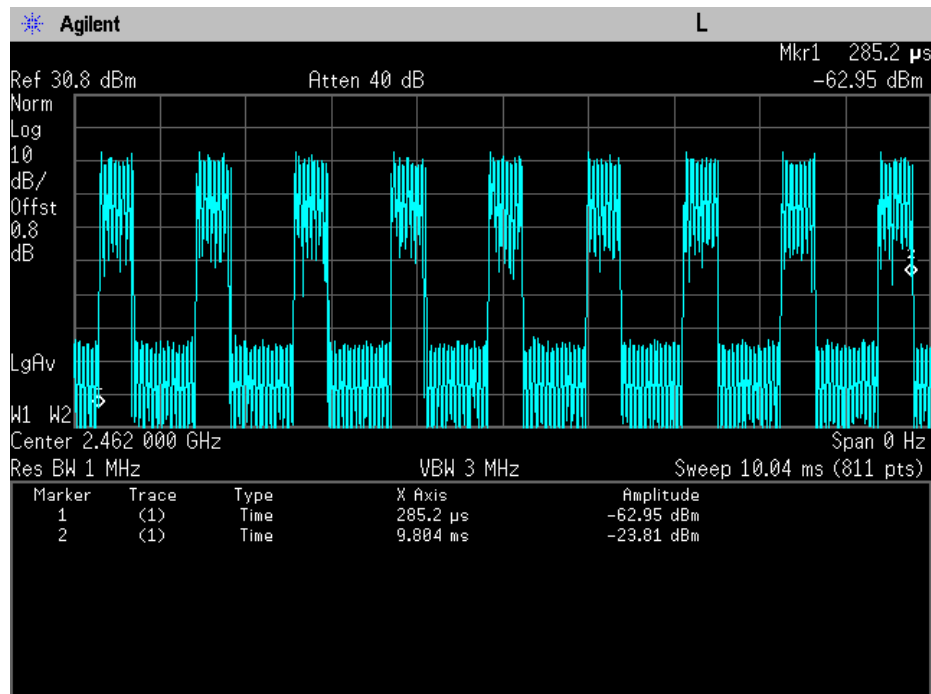 Agilent L
Mkr1 285.2 µs
Ref 30.8 dBm Atten 40 dB -62.95 dBm
Norm
Log
10
dB/
Offst
0.8
dB
LgAv
W1 W2
Center 2.462 000 GHz Span 0 Hz
Res BW 1 MHz VBW 3 MHz Sweep 10.04 ms (811 pts)
Marker Trace Type X Axis Amplitude
1 (1) Time 285.2 µs -62.95 dBm
2 (1) Time 9.804 ms -23.81 dBm